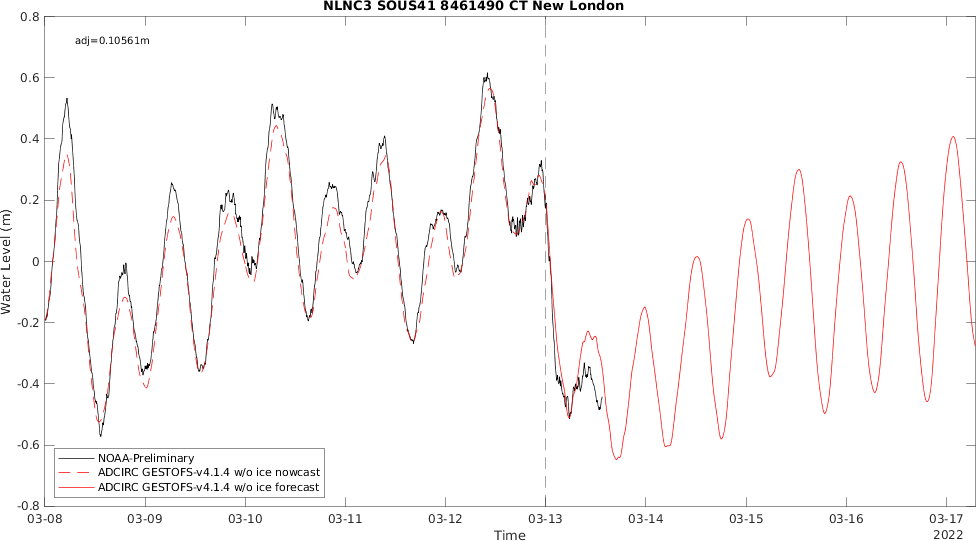 NLNC3 SOUS41 8461490 CT New London
adj=0.10561m
0.8
0.6
0.4
0.2
0
-0.2
-0.4
-0.6
-0.8
Water Level (m)
NOAA-Preliminary
ADCIRC GESTOFS-v4.1.4 w/o ice nowcast
ADCIRC GESTOFS-v4.1.4 w/o ice forecast
03-08 03-09 03-10 03-11 03-12 03-13 03-14 03-15 03-16 03-17
Time
2022